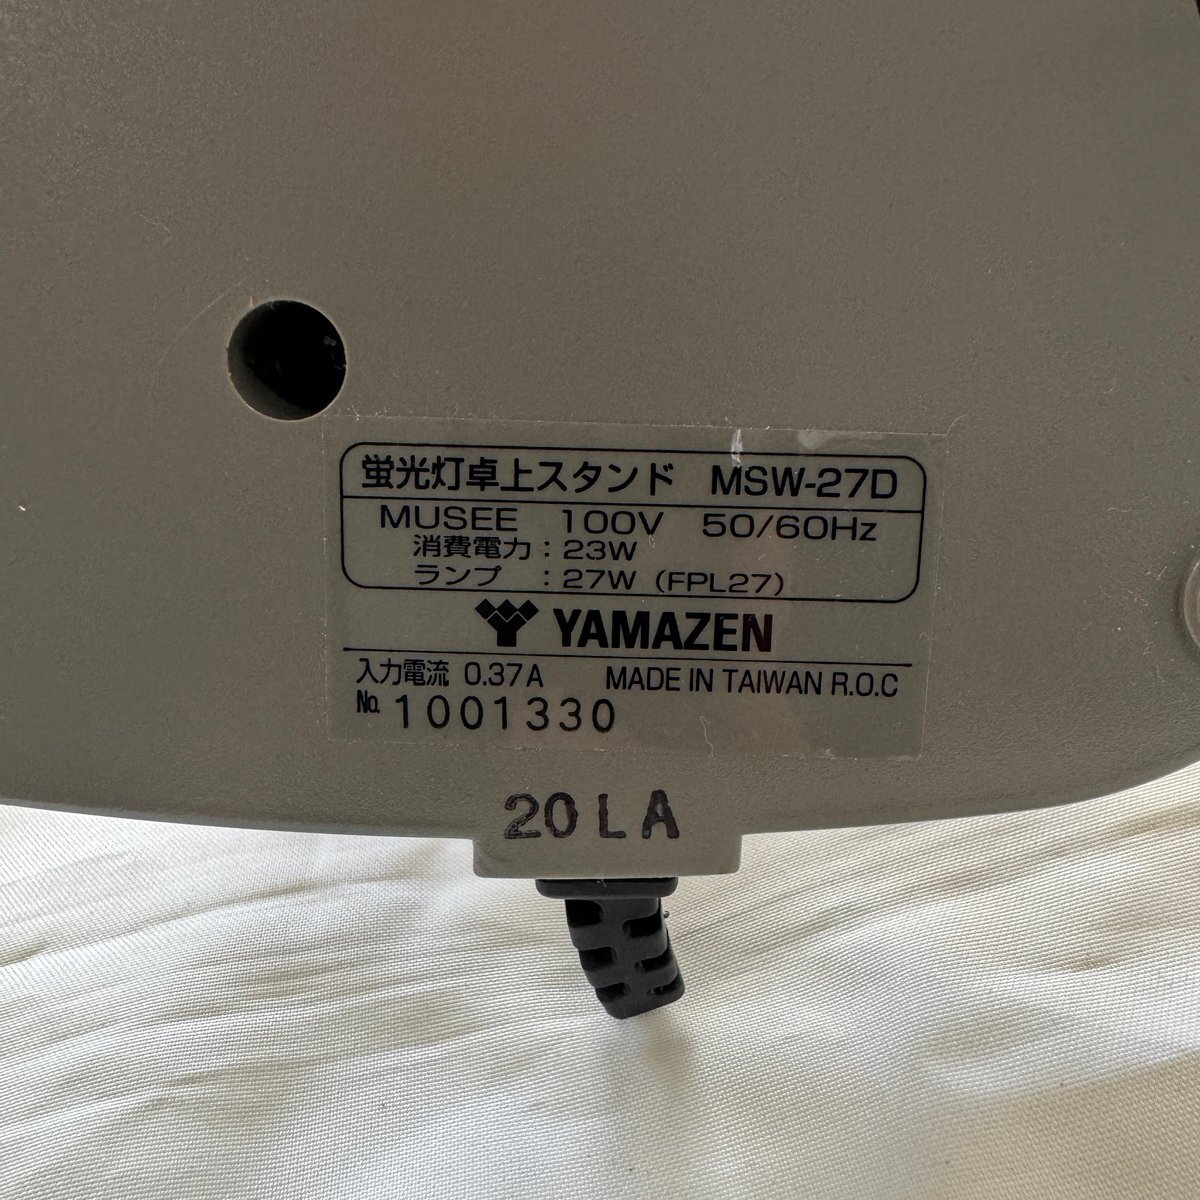 蛍光灯卓上スタンド MSW-27D
MUSEE 100V 50/60Hz
消費電力：23W
ランプ ：27W (FPL27)
YAMAZEN
入力電流 0.37A MADE IN TAIWAN R.O.C
№ 1001330
20LA